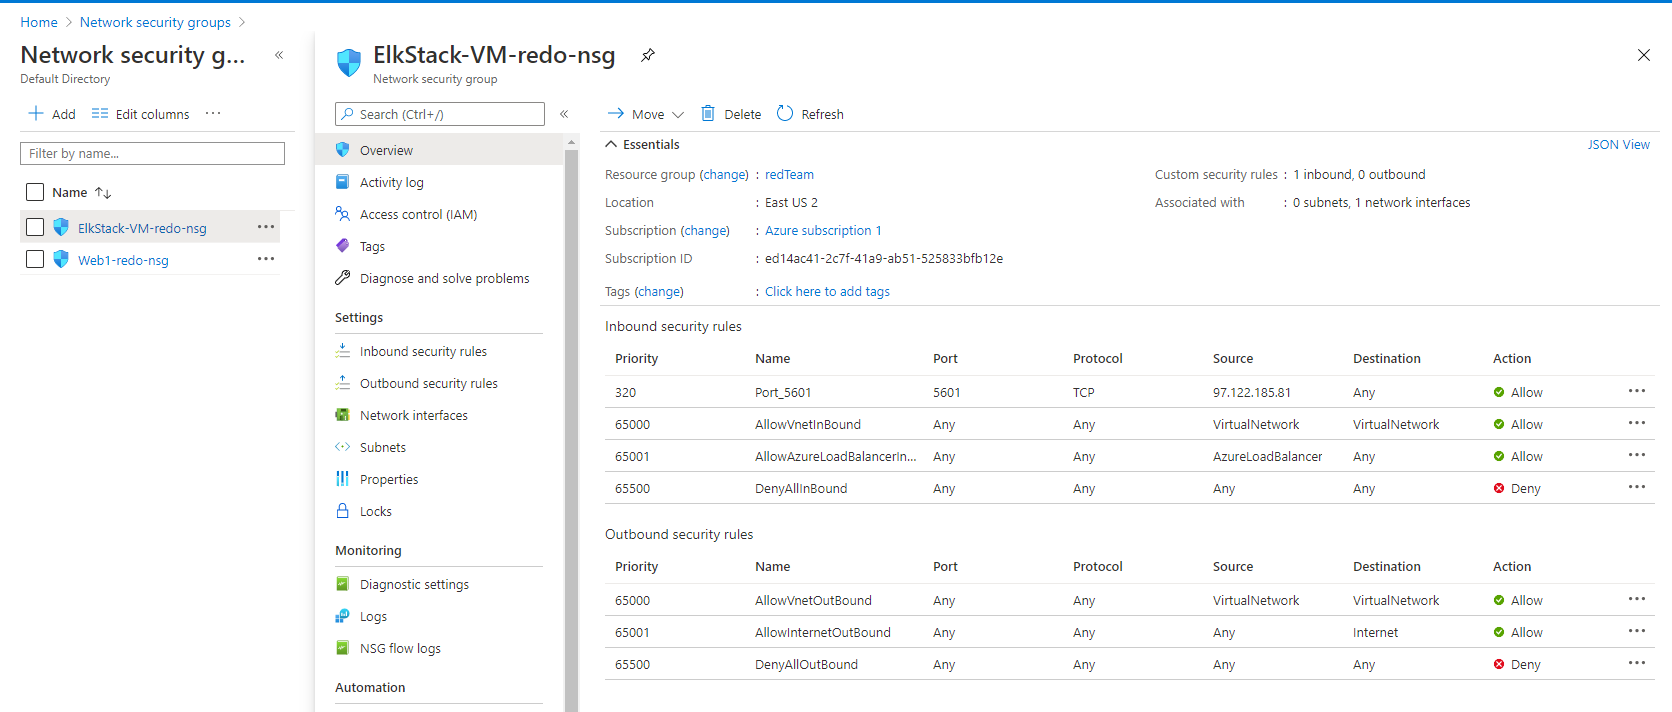 Home > Network security groups >
Network security g... «
Default Directory
+ Add Edit columns ...
Filter by name...
Name ↑↓
ElkStack-VM-redo-nsg ...
Web1-redo-nsg ...
ElkStack-VM-redo-nsg
Network security group
Search (Ctrl+/) «
Overview
Activity log
Access control (IAM)
Tags
Diagnose and solve problems
Settings
Inbound security rules
Outbound security rules
Network interfaces
Subnets
Properties
Locks
Monitoring
Diagnostic settings
Logs
NSG flow logs
Automation
Move Delete Refresh
Essentials JSON View
Resource group (change) : redTeam
Location : East US 2
Subscription (change) : Azure subscription 1
Subscription ID : ed14ac41-2c7f-41a9-ab51-525833bfb12e
Tags (change) : Click here to add tags
Custom security rules : 1 inbound, 0 outbound
Associated with : 0 subnets, 1 network interfaces
Inbound security rules
Priority Name Port Protocol Source Destination Action
320 Port_5601 5601 TCP 97.122.185.81 Any Allow ...
65000 AllowVnetInBound Any Any VirtualNetwork VirtualNetwork Allow ...
65001 AllowAzureLoadBalancerIn... Any Any AzureLoadBalancer Any Allow ...
65500 DenyAllInBound Any Any Any Any Deny ...
Outbound security rules
Priority Name Port Protocol Source Destination Action
65000 AllowVnetOutBound Any Any VirtualNetwork VirtualNetwork Allow ...
65001 AllowInternetOutBound Any Any Any Internet Allow ...
65500 DenyAllOutBound Any Any Any Any Deny ...